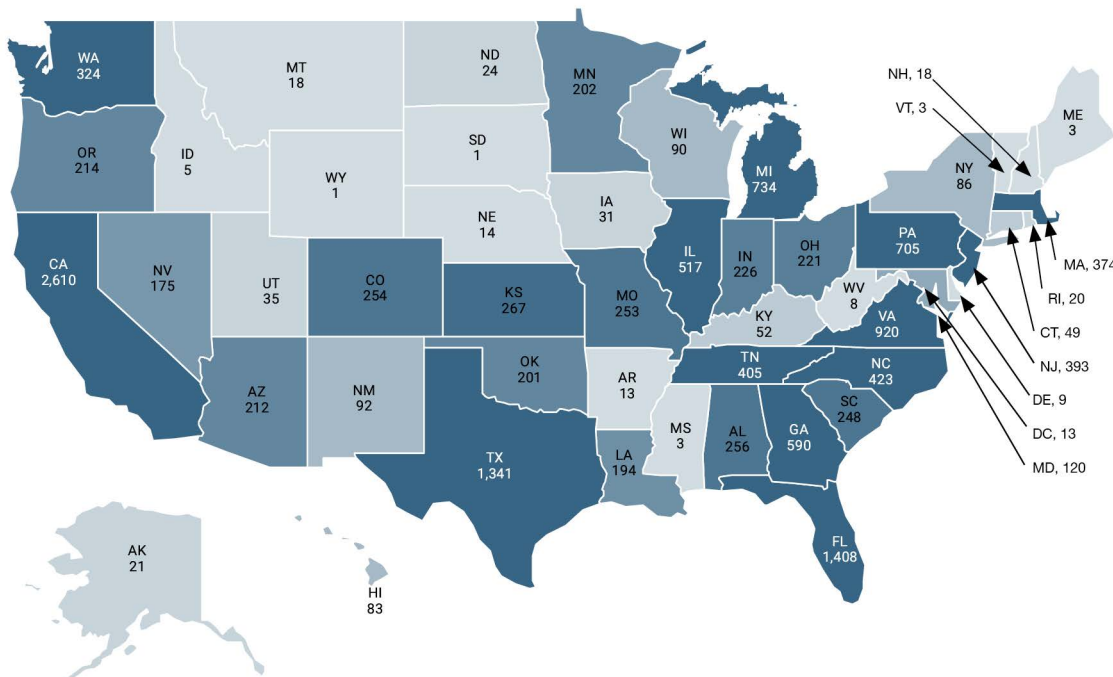 WA
324
MT
18
ND
24
MN
202
NH, 18
VT, 3
ME
3
OR
214
ID
5
WY
1
SD
1
WI
90
MI
734
NY
86
CA
2,610
NV
175
UT
35
CO
254
NE
14
KS
267
IA
31
MO
253
IL
517
IN
226
OH
221
PA
705
WV
8
VA
920
KY
52
MA, 374
RI, 20
CT, 49
NJ, 393
DE, 9
DC, 13
MD, 120
AZ
212
NM
92
OK
201
AR
13
TN
405
NC
423
SC
248
TX
1,341
LA
194
MS
3
AL
256
GA
590
FL
1,408
AK
21
HI
83